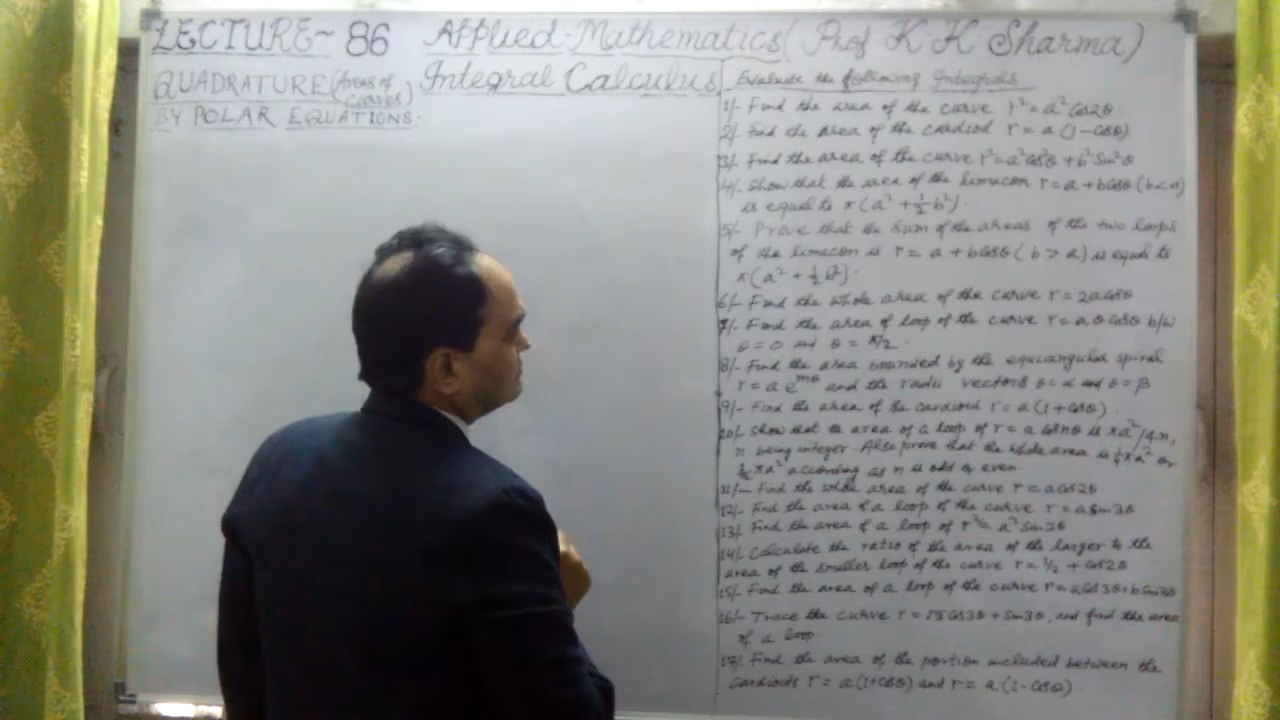 LECTURE~ 86 Applied-Mathematics (Prof K.K Sharma)
QUADRATURE (Areas of curves) Integral Calculus
BY POLAR EQUATIONS.
Evaluate the following Integrals
1/- Find the area of the curve r² = a² cos2θ
2/- Find the area of the cardiod r = a (1 - cosθ)
3/- Find the area of the curve r² = a² cos²θ + b² sin²θ
4/- Show that the area of the limacon r = a + b cosθ (b < a)
is equal to π (a² + 1/2 b²).
5/- Prove that the sum of the areas of the two loops
of the limacon is r = a + b cosθ (b > a) is equal to
π (a² + 1/2 b²).
6/- Find the whole area of the curve r = 2a cosθ
7/- Find the area of loop of the curve r = a θ cosθ b/w
θ = 0 and θ = π/2.
8/- Find the area bounded by the equiangular spiral
r = a e^mθ and the radii vectors θ = α and θ = β
9/- Find the area of the cardioid r = a (1 + cosθ).
10/- Show that the area of a loop of r = a cos nθ is πa²/4n,
n being integer. Also prove that the whole area is 1/4 πa² or
1/2 πa² according as n is odd or even
11/- Find the whole area of the curve r = a cos2θ
12/- Find the area of a loop of the curve r = a sin3θ
13/- Find the area of a loop of r² = a² sin2θ
14/- Calculate the ratio of the area of the larger to the
area of the smaller loop of the curve r = 1/2 + cos2θ
15/- Find the area of a loop of the curve r = a cos3θ + b sin3θ
16/- Trace the curve r = √3 cos3θ + sin3θ, and find the area
of a loop
17/- Find the area of the portion included between the
cardioids r = a (1+cosθ) and r = a (1 - cosθ)